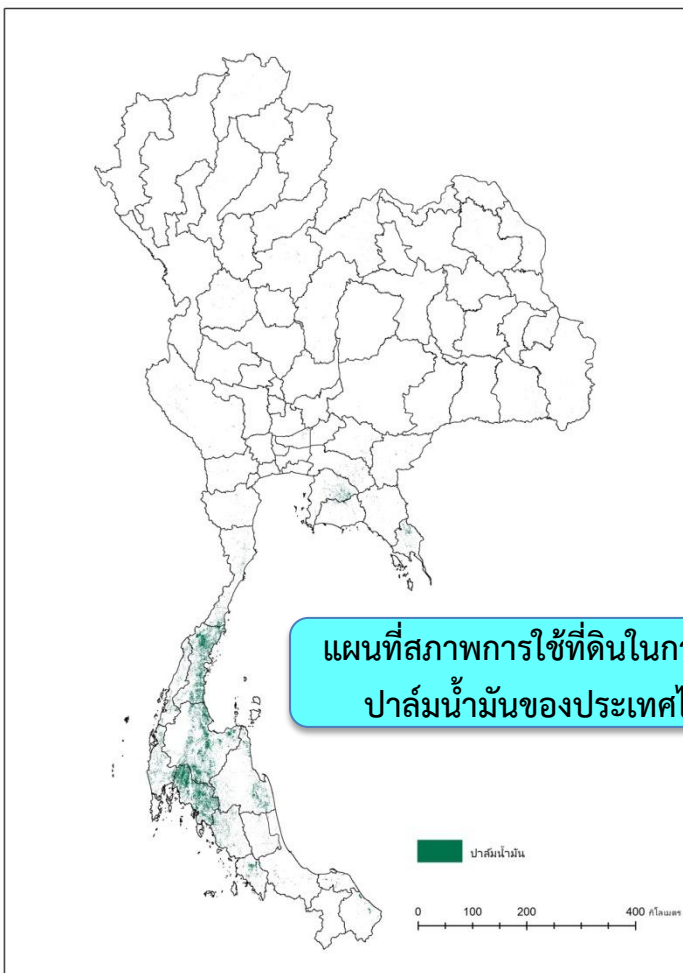 แผนที่สภาพการใช้ที่ดินในกา
ปาล์มน้ำมันของประเทศไ
ปาล์มน้ำมัน
0 100 200 400 กิโลเมตร